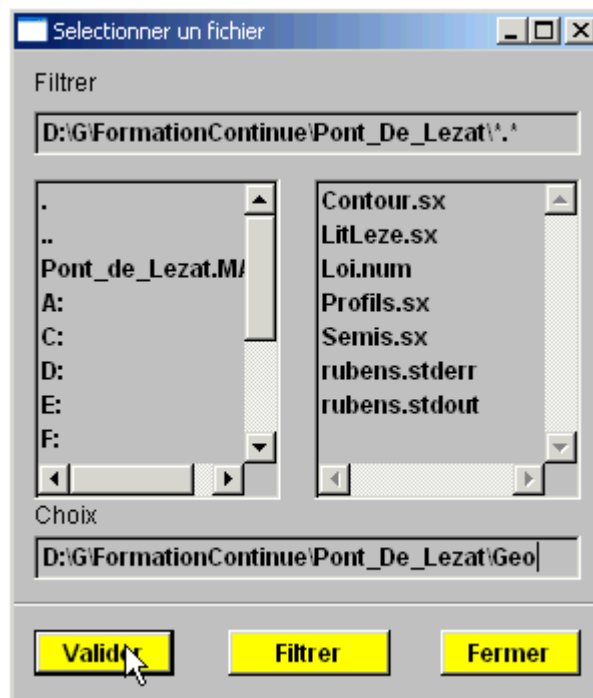 Selectionner un fichier
Filtrer
D:\G\FormationContinue\Pont_De_Lezat\*.*
.
..
Pont_de_Lezat.MA
A:
C:
D:
E:
F:
Contour.sx
LitLeze.sx
Loi.num
Profils.sx
Semis.sx
rubens.stderr
rubens.stdout
Choix
D:\G\FormationContinue\Pont_De_Lezat\Geo
Valider
Filtrer
Fermer